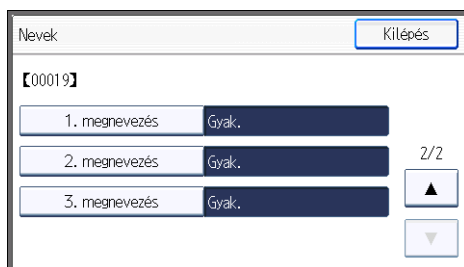 Nevek Kilépés
【00019】
1. megnevezés Gyak.
2. megnevezés Gyak.
2/2
3. megnevezés Gyak.
▲
▼